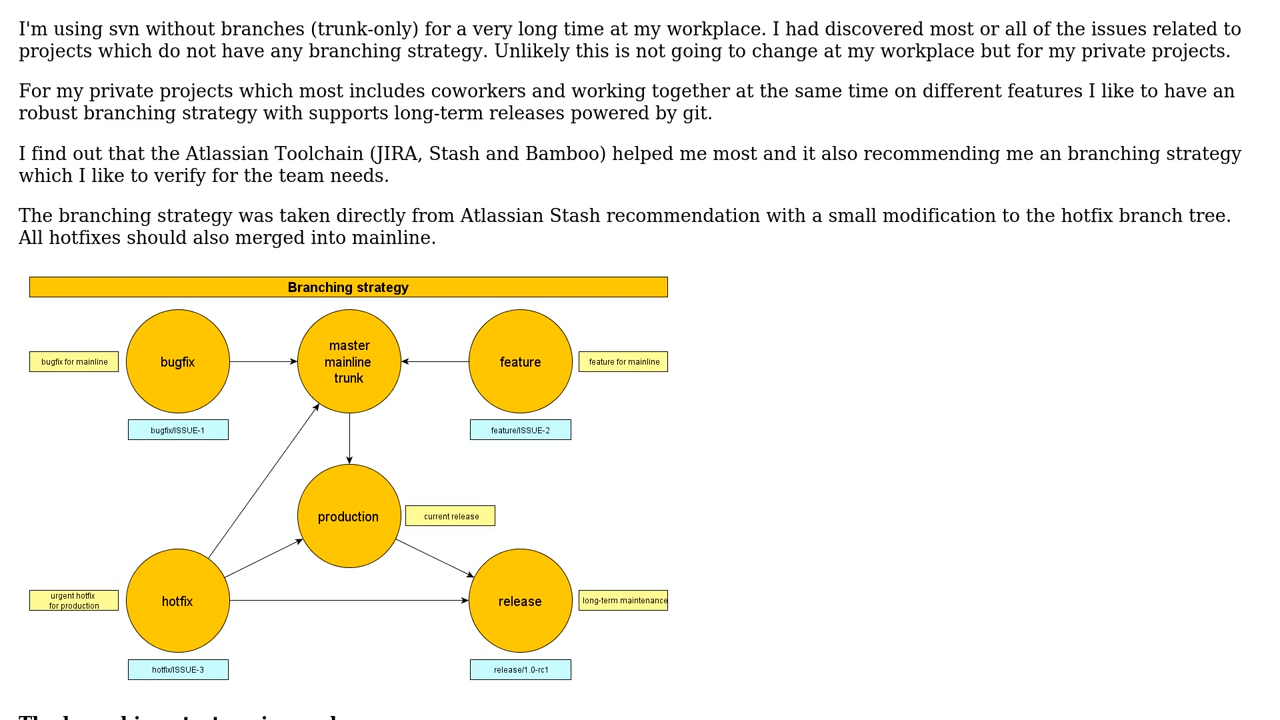 I'm using svn without branches (trunk-only) for a very long time at my workplace. I had discovered most or all of the issues related to
projects which do not have any branching strategy. Unlikely this is not going to change at my workplace but for my private projects.
For my private projects which most includes coworkers and working together at the same time on different features I like to have an
robust branching strategy with supports long-term releases powered by git.
I find out that the Atlassian Toolchain (JIRA, Stash and Bamboo) helped me most and it also recommending me an branching strategy
which I like to verify for the team needs.
The branching strategy was taken directly from Atlassian Stash recommendation with a small modification to the hotfix branch tree.
All hotfixes should also merged into mainline.
Branching strategy
bugfix for mainline
bugfix
master
mainline
trunk
feature
feature for mainline
bugfix/ISSUE-1
feature/ISSUE-2
production
current release
urgent hotfix
for production
hotfix
release
long-term maintenance
hotfix/ISSUE-3
release/1.0-rc1